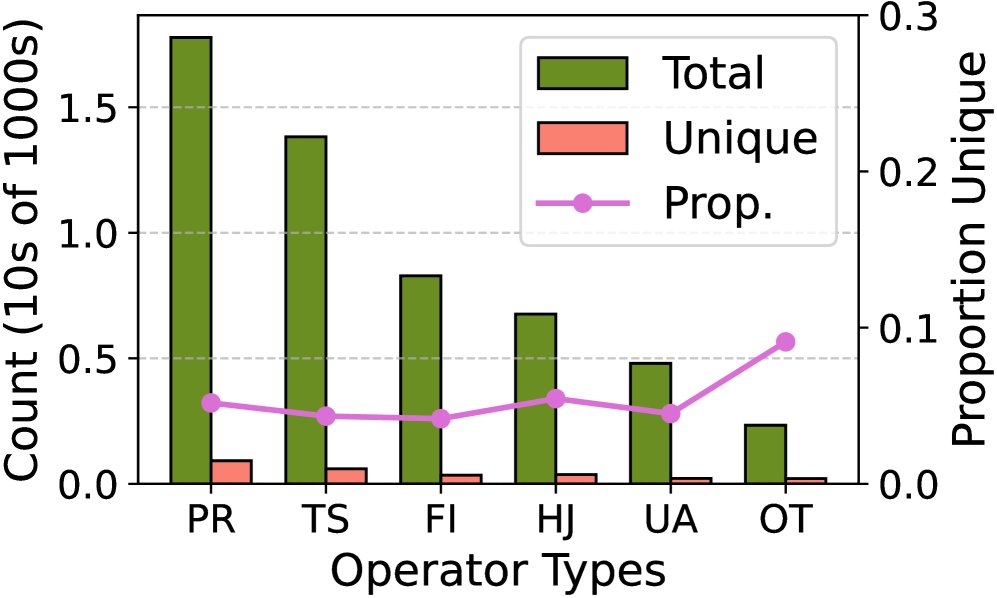 Count (10s of 1000s)
1.5
1.0
0.5
0.0
Total
Unique
Prop.
0.3
0.2
0.1
0.0
Proportion Unique
PR TS FI HJ UA OT
Operator Types